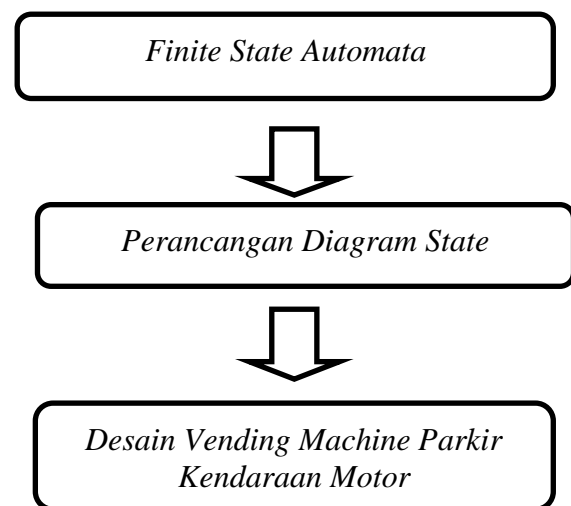 Finite State Automata
Perancangan Diagram State
Desain Vending Machine Parkir
Kendaraan Motor